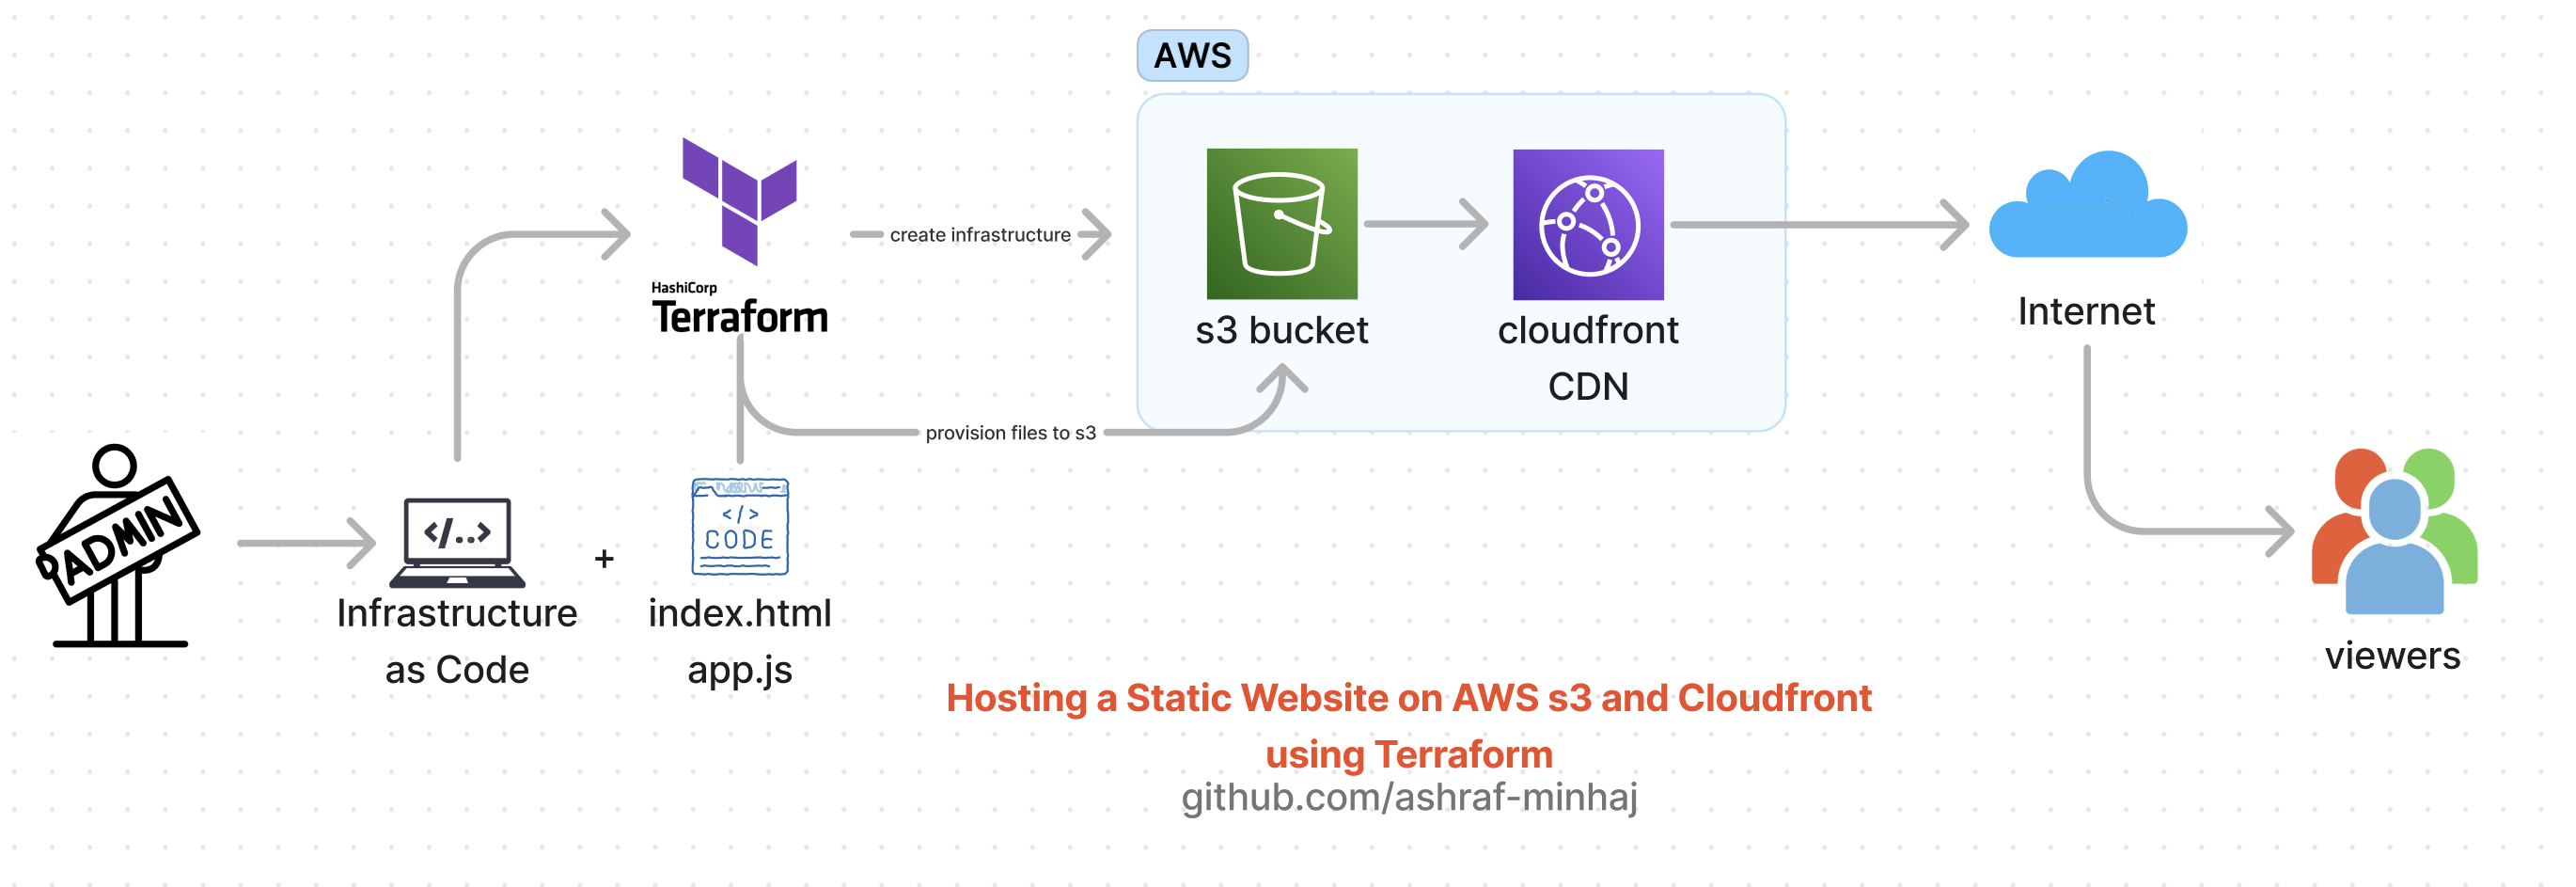 AWS
HashiCorp
Terraform
create infrastructure
s3 bucket
cloudfront
CDN
Internet
provision files to s3
ADMIN
</..>
+
</>
CODE
Infrastructure
as Code
index.html
app.js
viewers
Hosting a Static Website on AWS s3 and Cloudfront
using Terraform
github.com/ashraf-minhaj